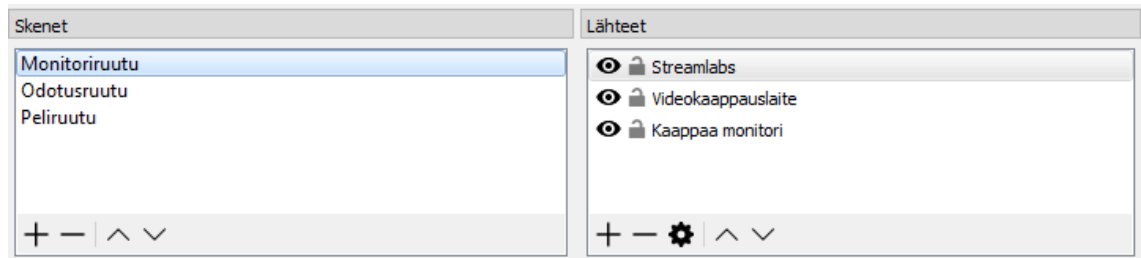 Skenet
Monitoriruutu
Odotusruutu
Peliruutu
Lähteet
Streamlabs
Videokaappauslaite
Kaappaa monitori